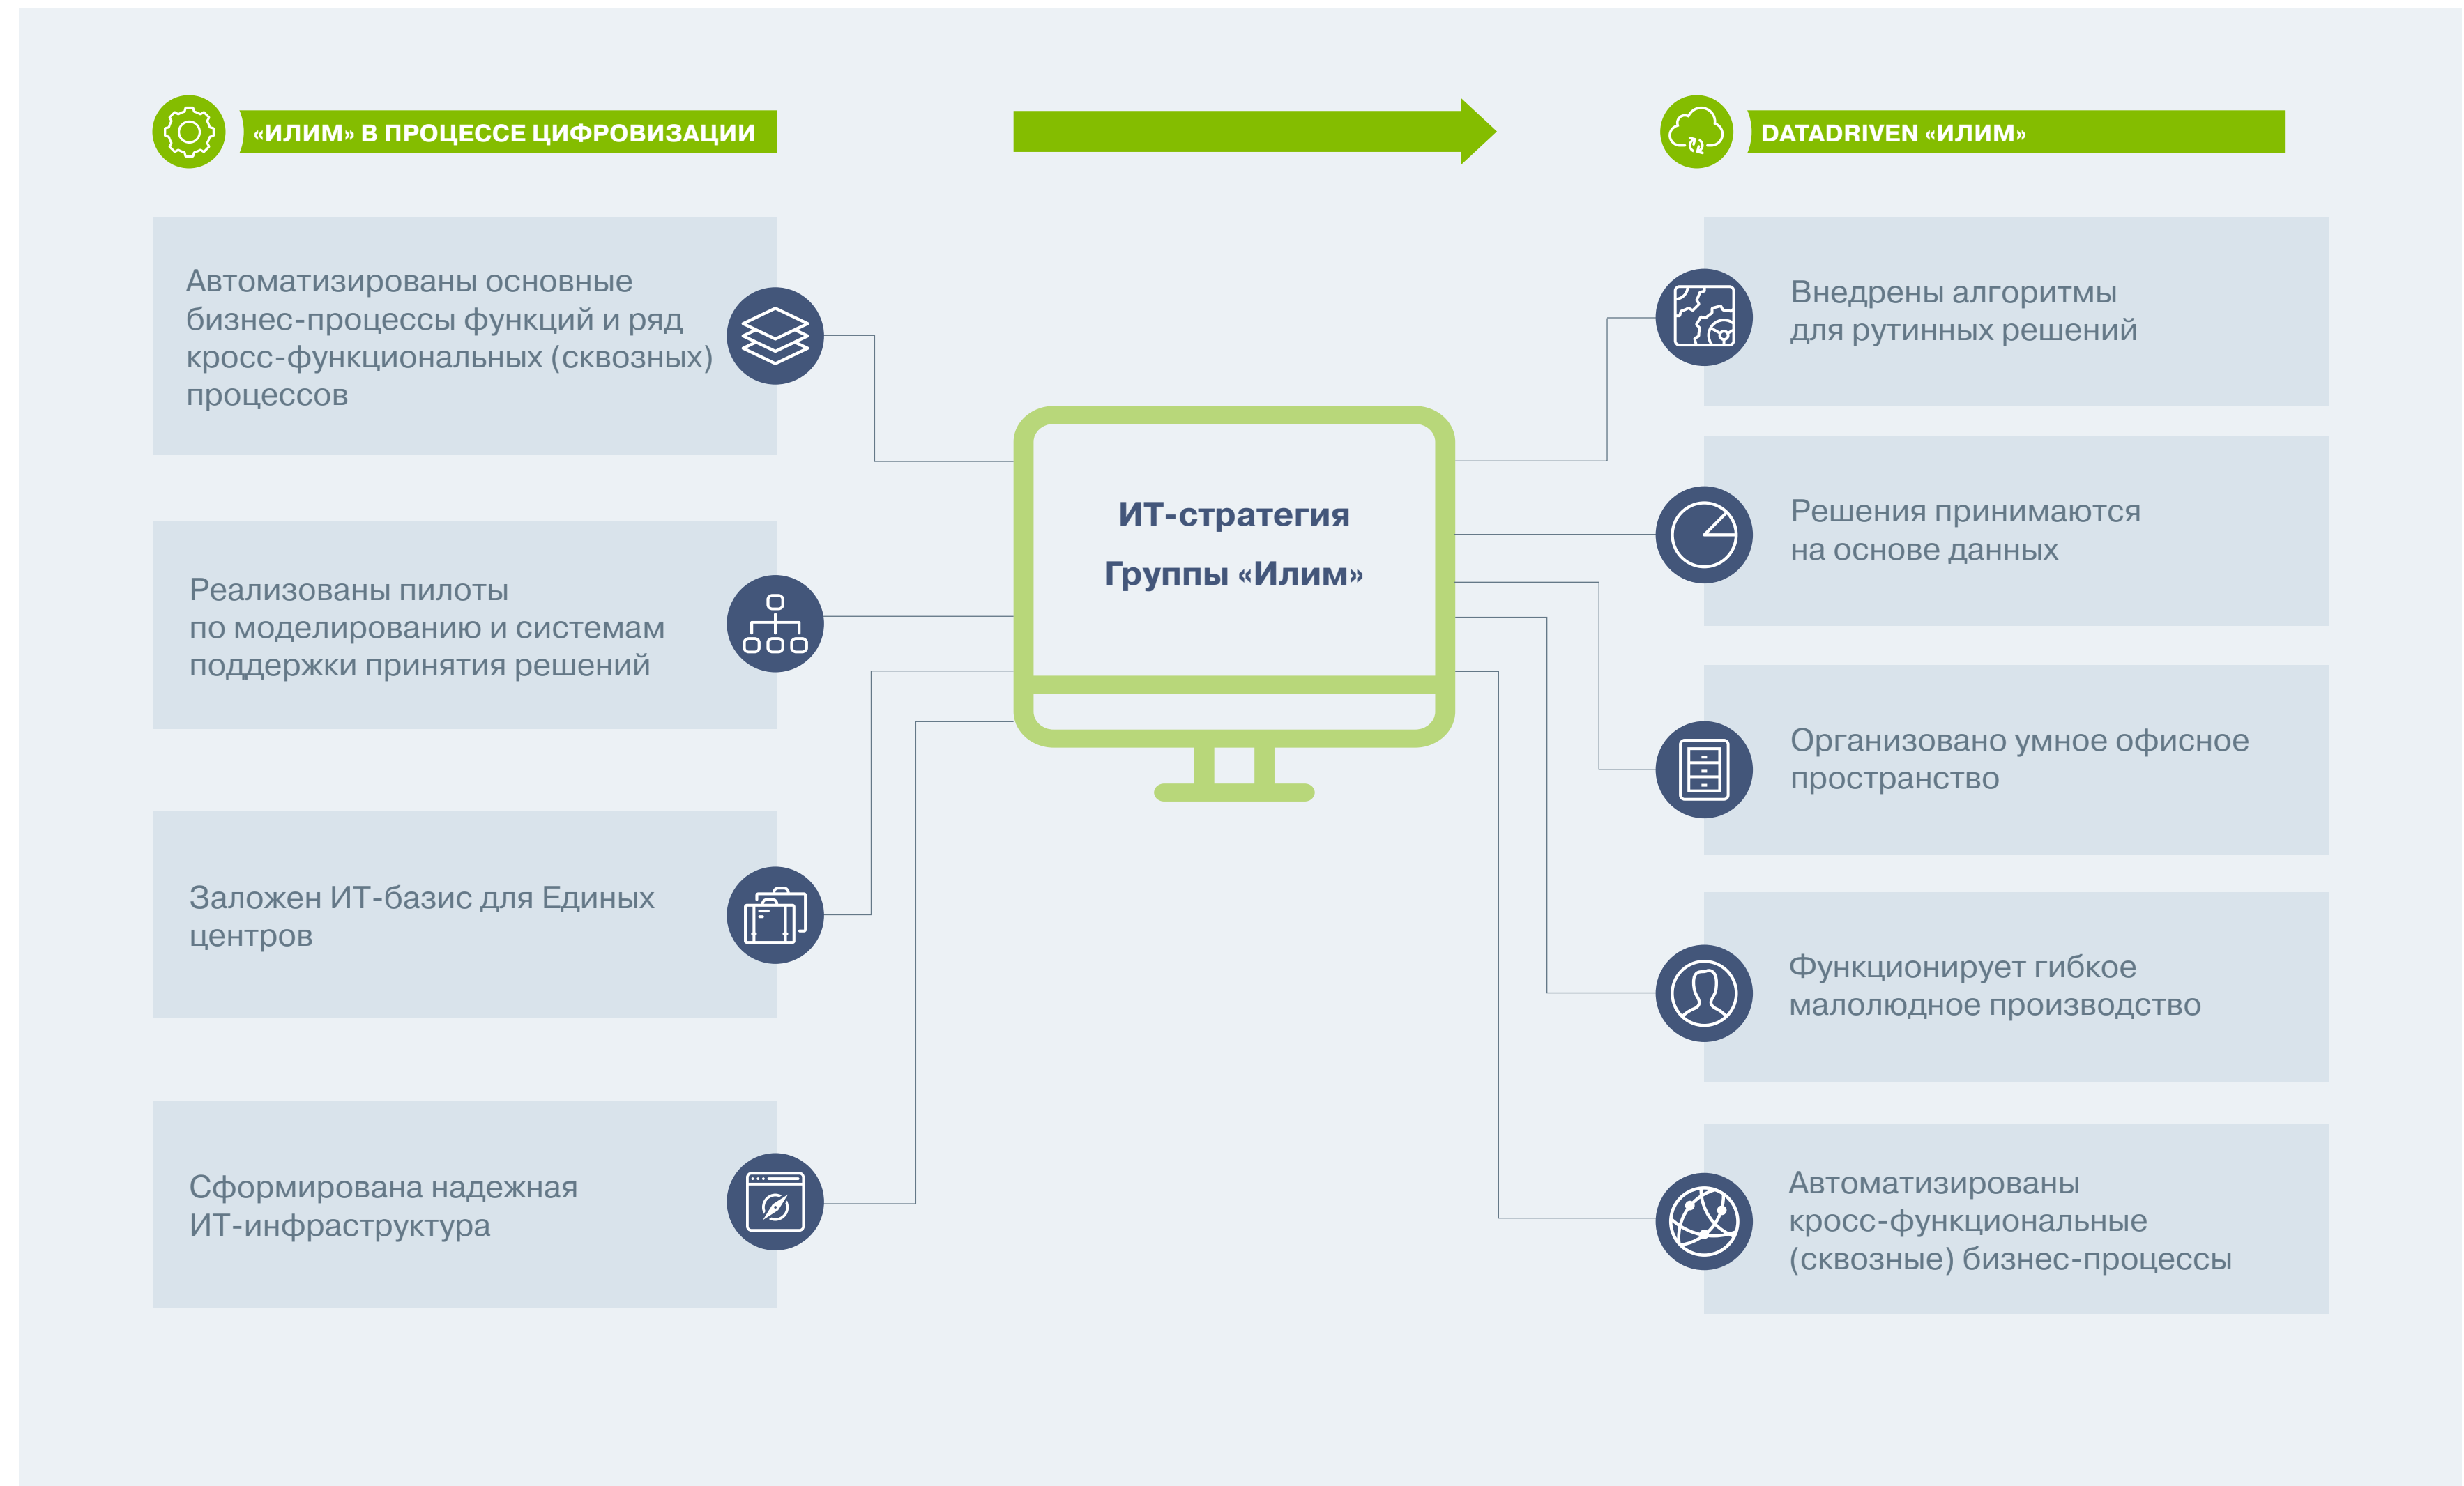 «ИЛИМ» В ПРОЦЕССЕ ЦИФРОВИЗАЦИИ
Автоматизированы основные
бизнес-процессы функций и ряд
кросс-функциональных (сквозных)
процессов
Реализованы пилоты
по моделированию и системам
поддержки принятия решений
Заложен ИТ-базис для Единых
центров
Сформирована надежная
ИТ-инфраструктура
ИТ-стратегия
Группы «Илим»
DATADRIVEN «ИЛИМ»
Внедрены алгоритмы
для рутинных решений
Решения принимаются
на основе данных
Организовано умное офисное
пространство
Функционирует гибкое
малолюдное производство
Автоматизированы
кросс-функциональные
(сквозные) бизнес-процессы